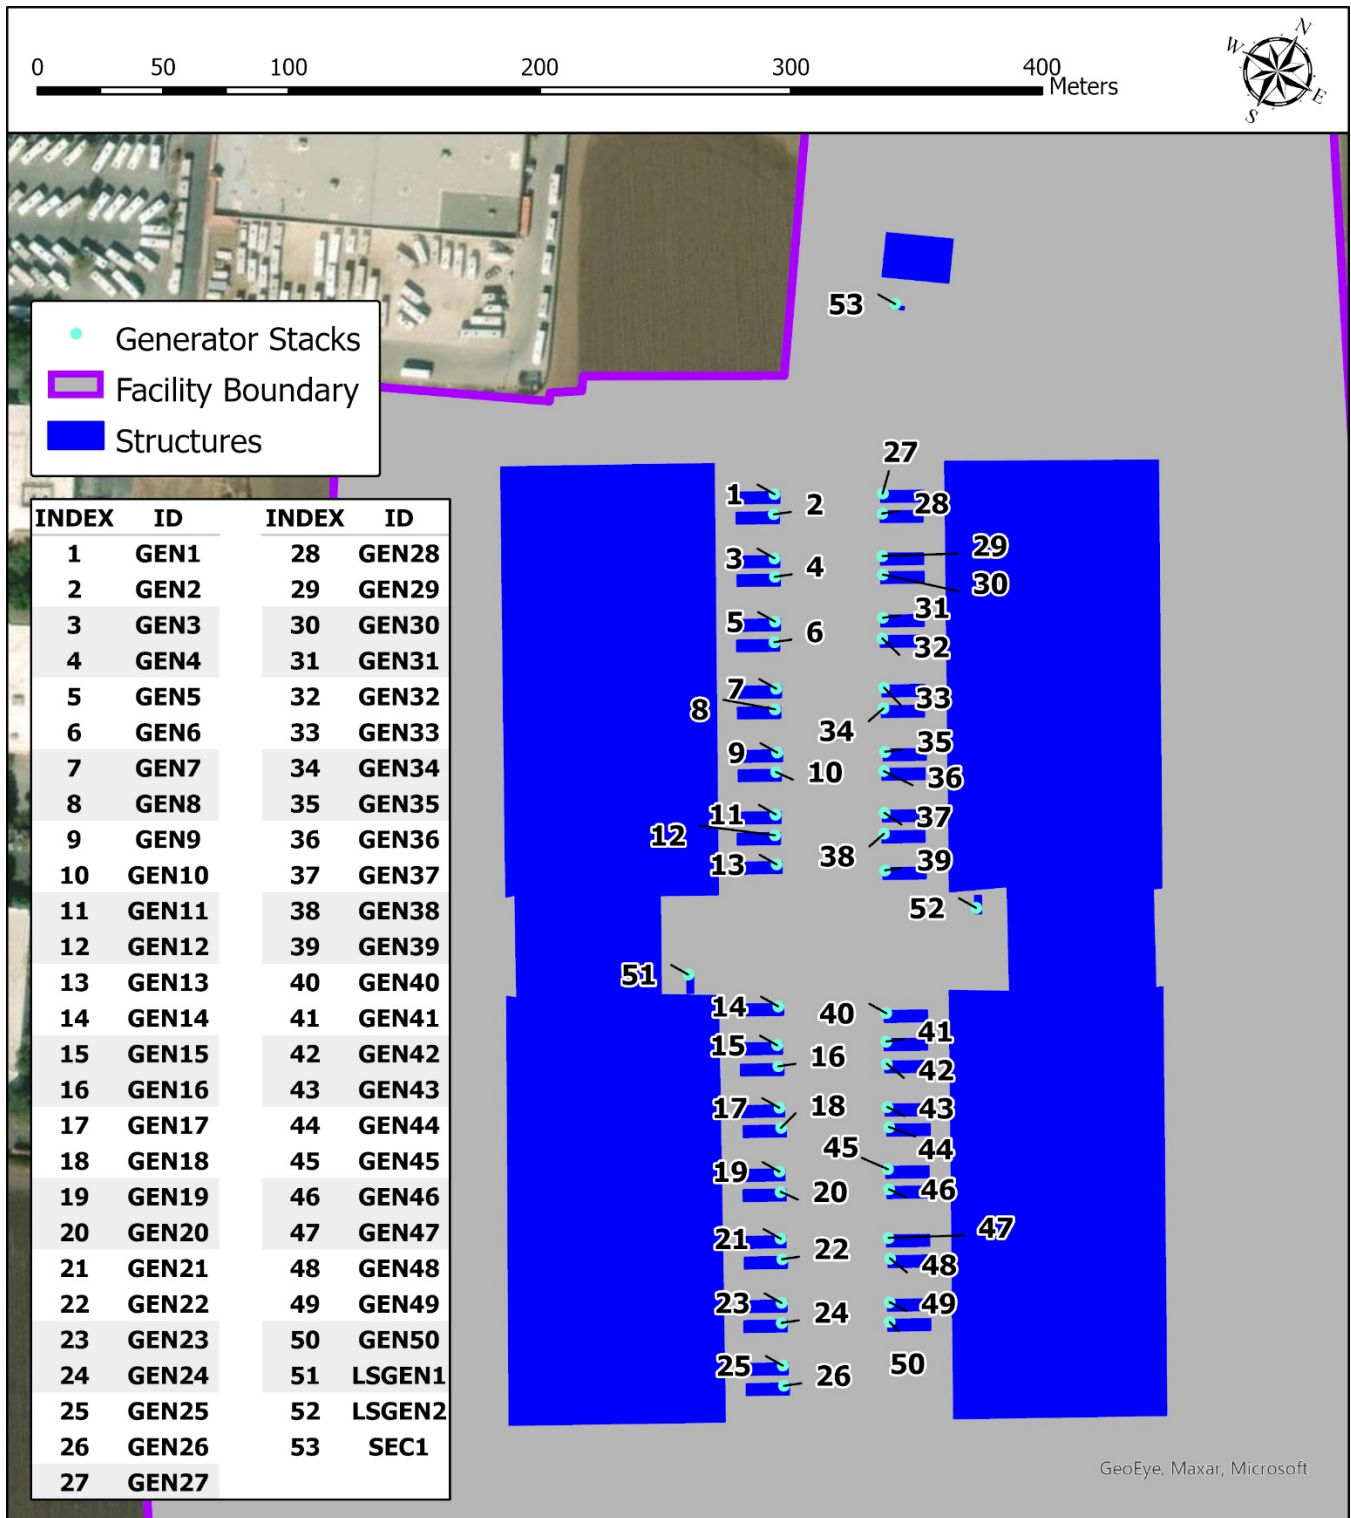 N
W
E
S
0 50 100 200 300 400
Meters
53
Generator Stacks
Facility Boundary
Structures
27
1 2 28
3 4 29
30
5 6 31
32
7 33
8 34
9 35
10 36
11 37
12 38
13 39
52
51
14 40
15 16 41
42
17 18 43
45 44
19 20 46
21 22 47
48
23 24 49
25 26 50
INDEX ID INDEX ID
1 GEN1 28 GEN28
2 GEN2 29 GEN29
3 GEN3 30 GEN30
4 GEN4 31 GEN31
5 GEN5 32 GEN32
6 GEN6 33 GEN33
7 GEN7 34 GEN34
8 GEN8 35 GEN35
9 GEN9 36 GEN36
10 GEN10 37 GEN37
11 GEN11 38 GEN38
12 GEN12 39 GEN39
13 GEN13 40 GEN40
14 GEN14 41 GEN41
15 GEN15 42 GEN42
16 GEN16 43 GEN43
17 GEN17 44 GEN44
18 GEN18 45 GEN45
19 GEN19 46 GEN46
20 GEN20 47 GEN47
21 GEN21 48 GEN48
22 GEN22 49 GEN49
23 GEN23 50 GEN50
24 GEN24 51 LSGEN1
25 GEN25 52 LSGEN2
26 GEN26 53 SEC1
27 GEN27
GeoEye, Maxar, Microsoft